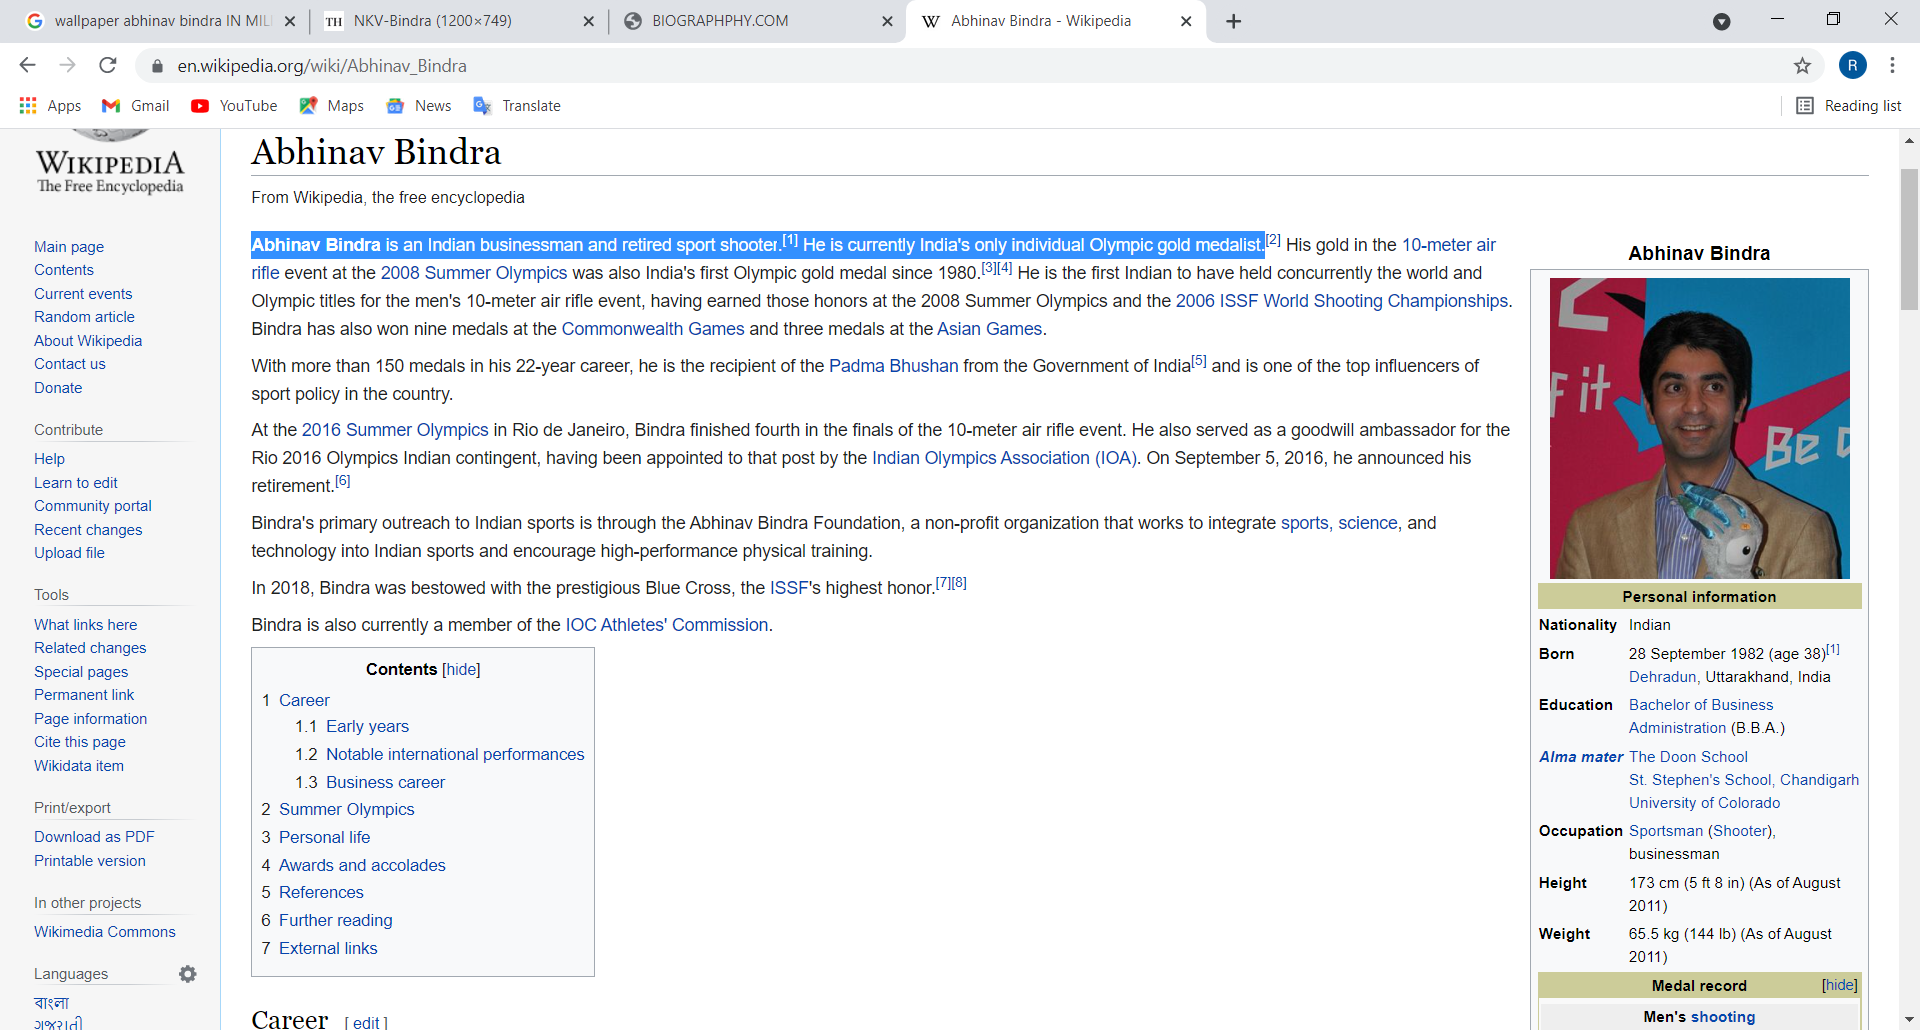 wallpaper abhinav bindra IN MIL
TH NKV-Bindra (1200×749)
BIOGRAPHPHY.COM
W Abhinav Bindra - Wikipedia
en.wikipedia.org/wiki/Abhinav_Bindra
R
Apps Gmail YouTube Maps News Translate Reading list
WIKIPEDIA
The Free Encyclopedia
Main page
Contents
Current events
Random article
About Wikipedia
Contact us
Donate
Contribute
Help
Learn to edit
Community portal
Recent changes
Upload file
Tools
What links here
Related changes
Special pages
Permanent link
Page information
Cite this page
Wikidata item
Print/export
Download as PDF
Printable version
In other projects
Wikimedia Commons
Languages
বাংলা
ગુજરાતી
Abhinav Bindra
From Wikipedia, the free encyclopedia
Abhinav Bindra is an Indian businessman and retired sport shooter.[1] He is currently India's only individual Olympic gold medalist.[2] His gold in the 10-meter air
rifle event at the 2008 Summer Olympics was also India's first Olympic gold medal since 1980.[3][4] He is the first Indian to have held concurrently the world and
Olympic titles for the men's 10-meter air rifle event, having earned those honors at the 2008 Summer Olympics and the 2006 ISSF World Shooting Championships.
Bindra has also won nine medals at the Commonwealth Games and three medals at the Asian Games.
With more than 150 medals in his 22-year career, he is the recipient of the Padma Bhushan from the Government of India[5] and is one of the top influencers of
sport policy in the country.
At the 2016 Summer Olympics in Rio de Janeiro, Bindra finished fourth in the finals of the 10-meter air rifle event. He also served as a goodwill ambassador for the
Rio 2016 Olympics Indian contingent, having been appointed to that post by the Indian Olympics Association (IOA). On September 5, 2016, he announced his
retirement.[6]
Bindra's primary outreach to Indian sports is through the Abhinav Bindra Foundation, a non-profit organization that works to integrate sports, science, and
technology into Indian sports and encourage high-performance physical training.
In 2018, Bindra was bestowed with the prestigious Blue Cross, the ISSF's highest honor.[7][8]
Bindra is also currently a member of the IOC Athletes' Commission.
Contents [hide]
1 Career
1.1 Early years
1.2 Notable international performances
1.3 Business career
2 Summer Olympics
3 Personal life
4 Awards and accolades
5 References
6 Further reading
7 External links
Career [ edit ]
Abhinav Bindra
2
F it
Be
Personal information
Nationality Indian
Born 28 September 1982 (age 38)[1]
Dehradun, Uttarakhand, India
Education Bachelor of Business
Administration (B.B.A.)
Alma mater The Doon School
St. Stephen's School, Chandigarh
University of Colorado
Occupation Sportsman (Shooter),
businessman
Height 173 cm (5 ft 8 in) (As of August
2011)
Weight 65.5 kg (144 lb) (As of August
2011)
Medal record [hide]
Men's shooting